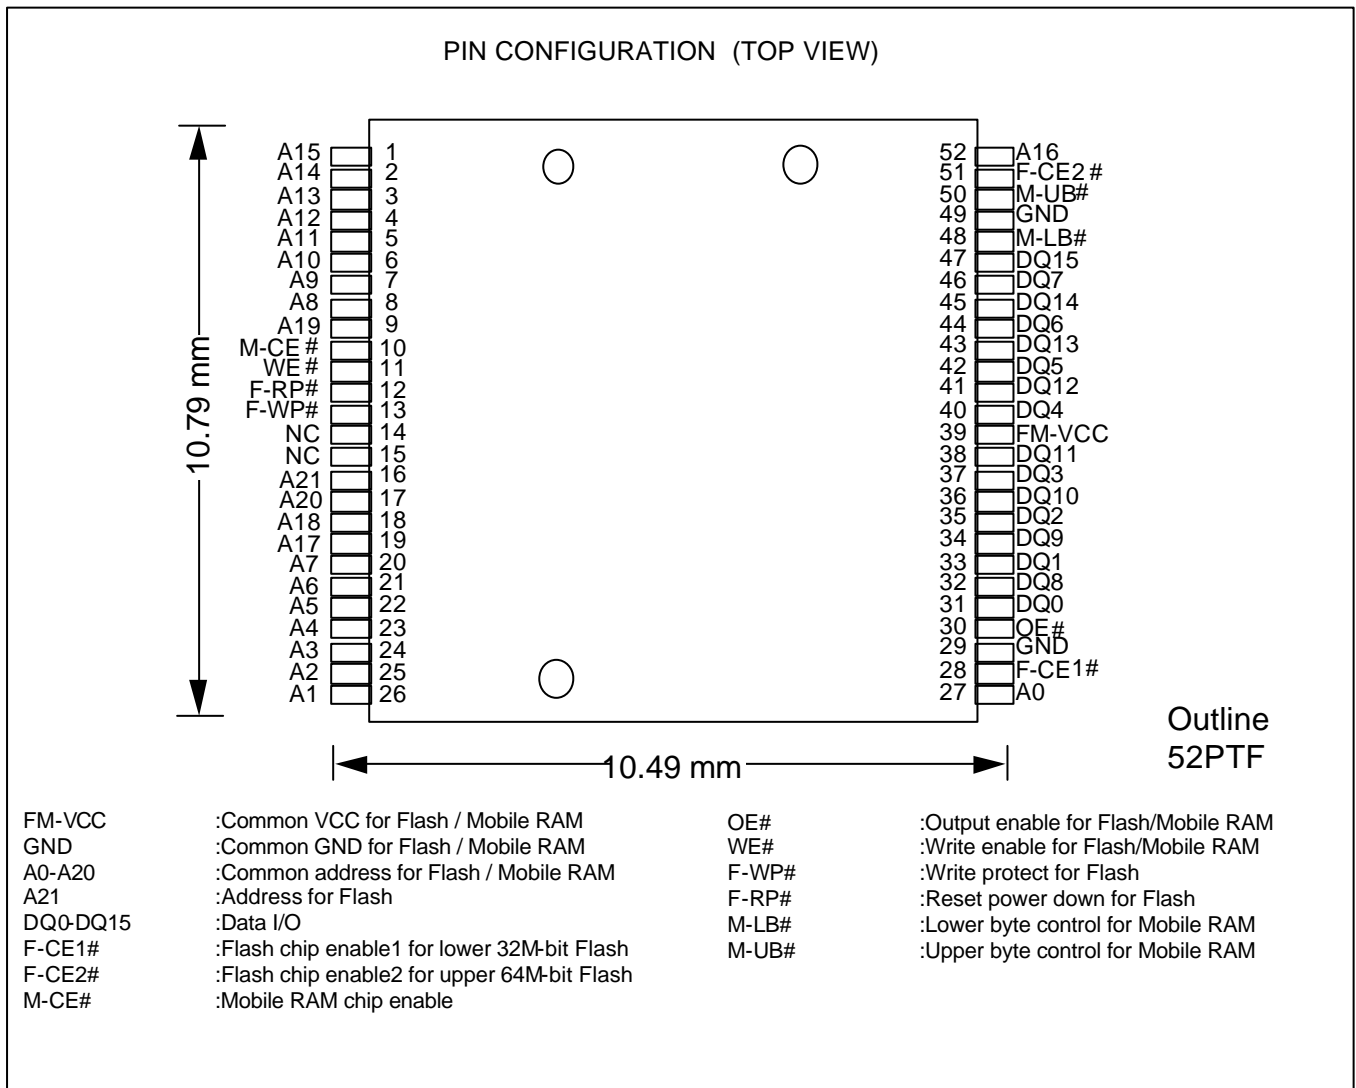 PIN CONFIGURATION (TOP VIEW)
A15 1 52 A16
A14 2 51 F-CE2 #
A13 3 50 M-UB#
A12 4 49 GND
A11 5 48 M-LB#
A10 6 47 DQ15
A9 7 46 DQ7
A8 8 45 DQ14
A19 9 44 DQ6
M-CE # 10 43 DQ13
WE # 11 42 DQ5
F-RP# 12 41 DQ12
F-WP# 13 40 DQ4
NC 14 39 FM-VCC
NC 15 38 DQ11
A21 16 37 DQ3
A20 17 36 DQ10
A18 18 35 DQ2
A17 19 34 DQ9
A7 20 33 DQ1
A6 21 32 DQ8
A5 22 31 DQ0
A4 23 30 OE#
A3 24 29 GND
A2 25 28 F-CE1#
A1 26 27 A0
10.79 mm
10.49 mm
Outline
52PTF
FM-VCC :Common VCC for Flash / Mobile RAM
GND :Common GND for Flash / Mobile RAM
A0-A20 :Common address for Flash / Mobile RAM
A21 :Address for Flash
DQ0-DQ15 :Data I/O
F-CE1# :Flash chip enable1 for lower 32M-bit Flash
F-CE2# :Flash chip enable2 for upper 64M-bit Flash
M-CE# :Mobile RAM chip enable
OE# :Output enable for Flash/Mobile RAM
WE# :Write enable for Flash/Mobile RAM
F-WP# :Write protect for Flash
F-RP# :Reset power down for Flash
M-LB# :Lower byte control for Mobile RAM
M-UB# :Upper byte control for Mobile RAM